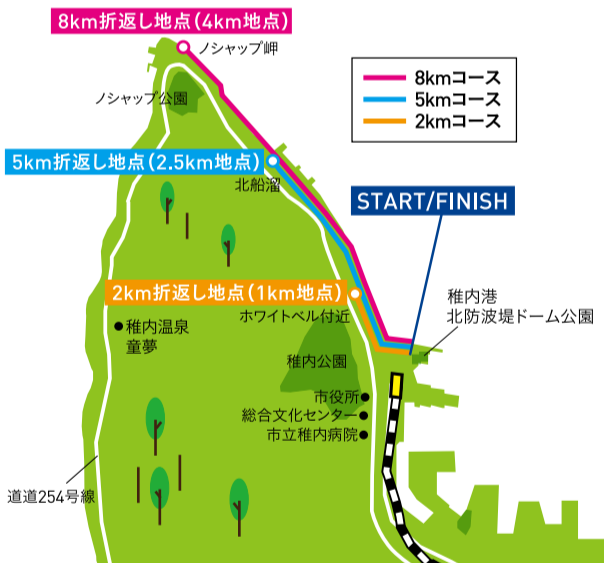 8km折返し地点(4km地点)
ノシャップ岬
ノシャップ公園
8kmコース
5kmコース
2kmコース
5km折返し地点(2.5km地点)
北船溜
START/FINISH
2km折返し地点(1km地点)
ホワイトベル付近
稚内港
北防波堤ドーム公園
稚内温泉
童夢
稚内公園
市役所
総合文化センター
市立稚内病院
道道254号線